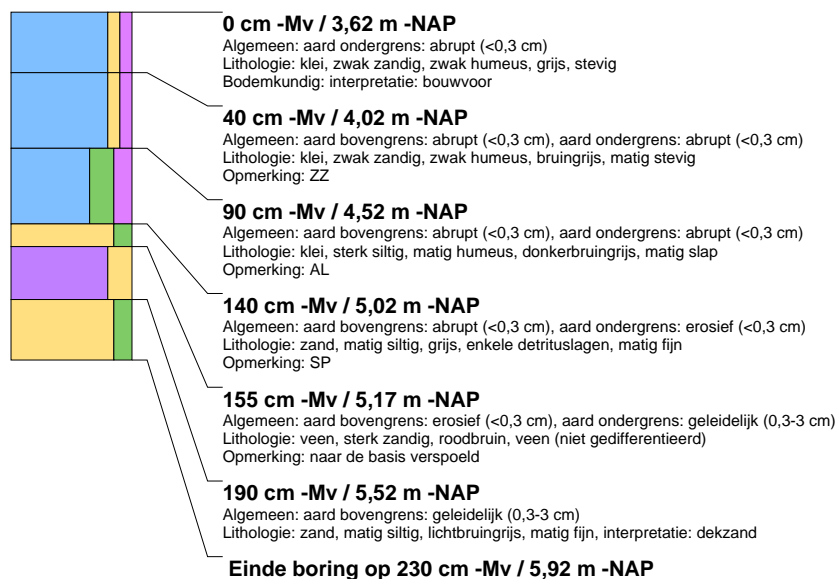 0 cm -Mv / 3,62 m -NAP
Algemeen: aard ondergrens: abrupt (<0,3 cm)
Lithologie: klei, zwak zandig, zwak humeus, grijs, stevig
Bodemkundig: interpretatie: bouwvoor
40 cm -Mv / 4,02 m -NAP
Algemeen: aard bovengrens: abrupt (<0,3 cm), aard ondergrens: abrupt (<0,3 cm)
Lithologie: klei, zwak zandig, zwak humeus, bruingrijs, matig stevig
Opmerking: ZZ
90 cm -Mv / 4,52 m -NAP
Algemeen: aard bovengrens: abrupt (<0,3 cm), aard ondergrens: abrupt (<0,3 cm)
Lithologie: klei, sterk siltig, matig humeus, donkerbruingrijs, matig slap
Opmerking: AL
140 cm -Mv / 5,02 m -NAP
Algemeen: aard bovengrens: abrupt (<0,3 cm), aard ondergrens: erosief (<0,3 cm)
Lithologie: zand, matig siltig, grijs, enkele detrituslagen, matig fijn
Opmerking: SP
155 cm -Mv / 5,17 m -NAP
Algemeen: aard bovengrens: erosief (<0,3 cm), aard ondergrens: geleidelijk (0,3-3 cm)
Lithologie: veen, sterk zandig, roodbruin, veen (niet gedifferentieerd)
Opmerking: naar de basis verspoeld
190 cm -Mv / 5,52 m -NAP
Algemeen: aard bovengrens: geleidelijk (0,3-3 cm)
Lithologie: zand, matig siltig, lichtbruingrijs, matig fijn, interpretatie: dekzand
Einde boring op 230 cm -Mv / 5,92 m -NAP